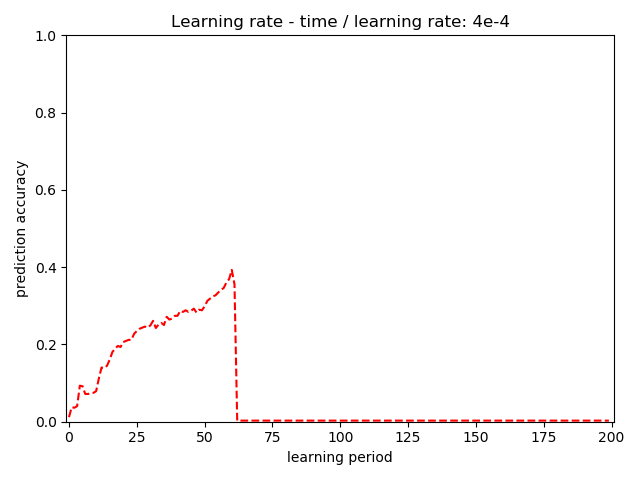 Learning rate - time / learning rate: 4e-4
1.0
0.8
0.6
0.4
0.2
0.0
prediction accuracy
0 25 50 75 100 125 150 175 200
learning period